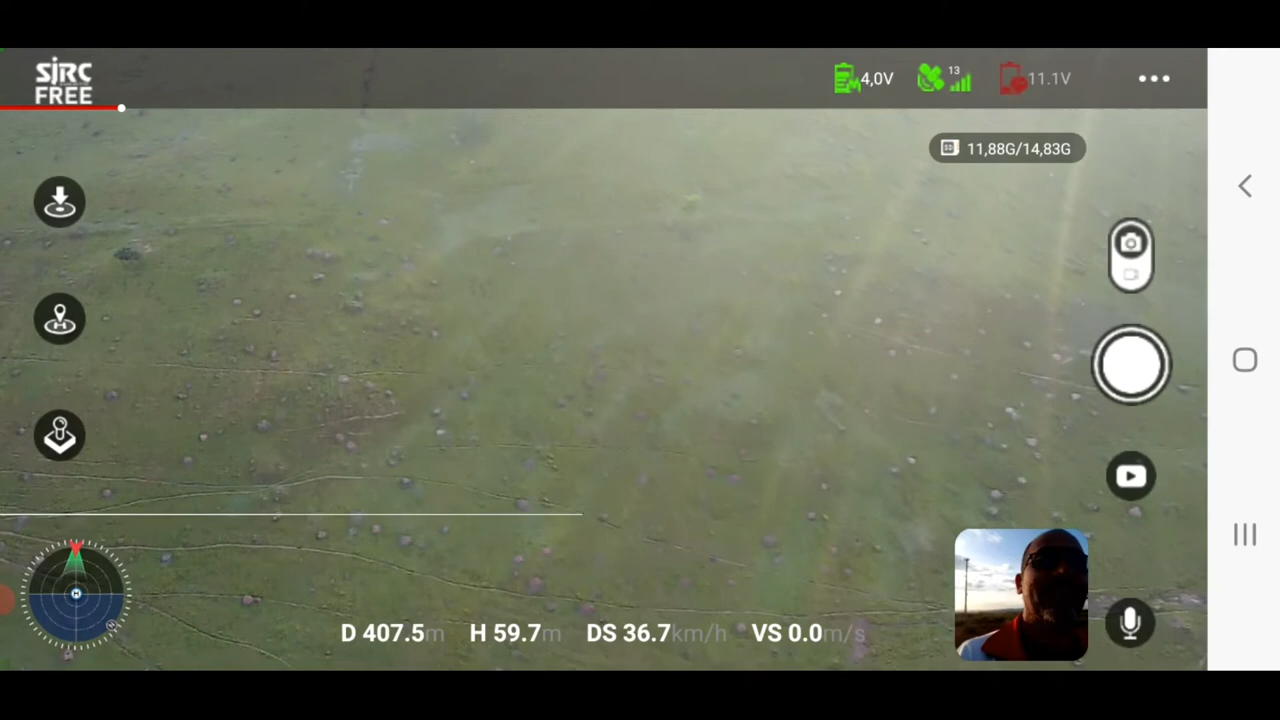 SJRC
FREE
4,0V
13
11.1V
SD 11,88G/14,83G
H
D 407.5m H 59.7m DS 36.7km/h VS 0.0m/s